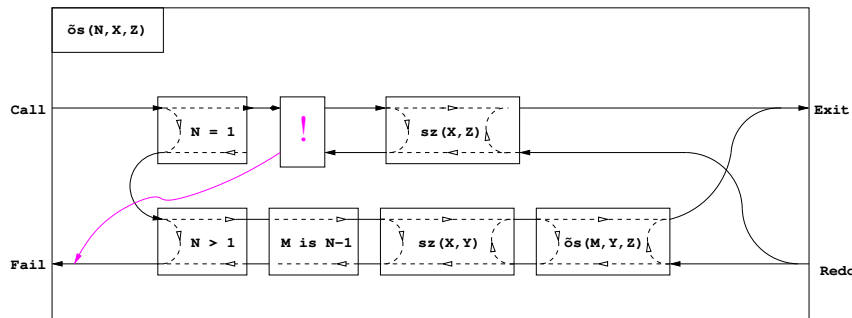 õs(N,X,Z)
Call
Exit
N = 1
!
sz(X,Z)
N > 1
M is N-1
sz(X,Y)
õs(M,Y,Z)
Fail
Redo